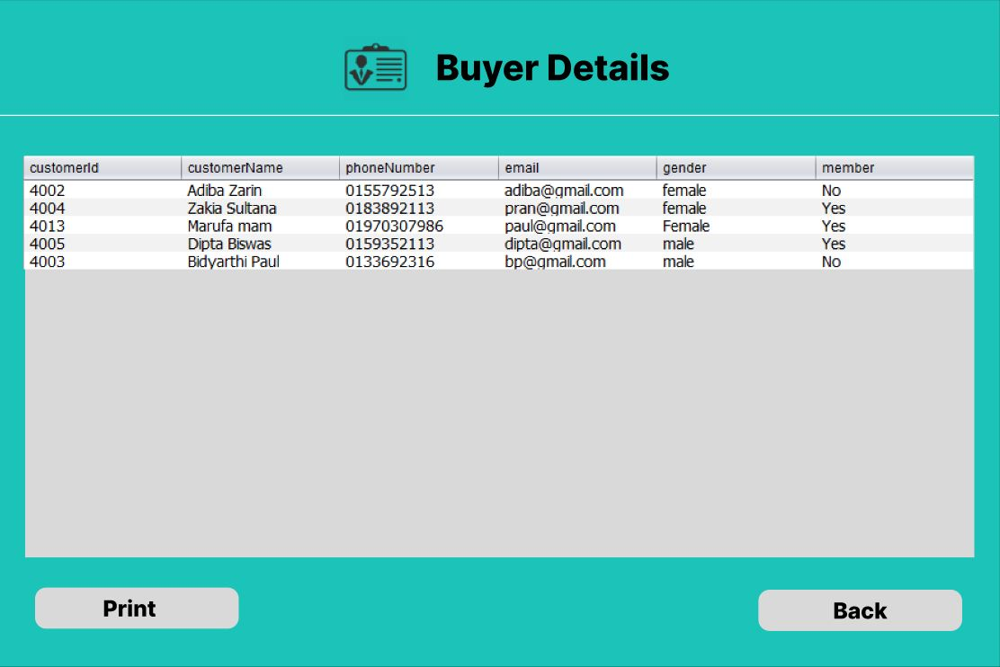 Buyer Details
customerId customerName phoneNumber email gender member
4002 Adiba Zarin 0155792513 adiba@gmail.com female No
4004 Zakia Sultana 0183892113 pran@gmail.com female Yes
4013 Marufa mam 01970307986 paul@gmail.com Female Yes
4005 Dipta Biswas 0159352113 dipta@gmail.com male Yes
4003 Bidyarthi Paul 0133692316 bp@gmail.com male No
Print Back